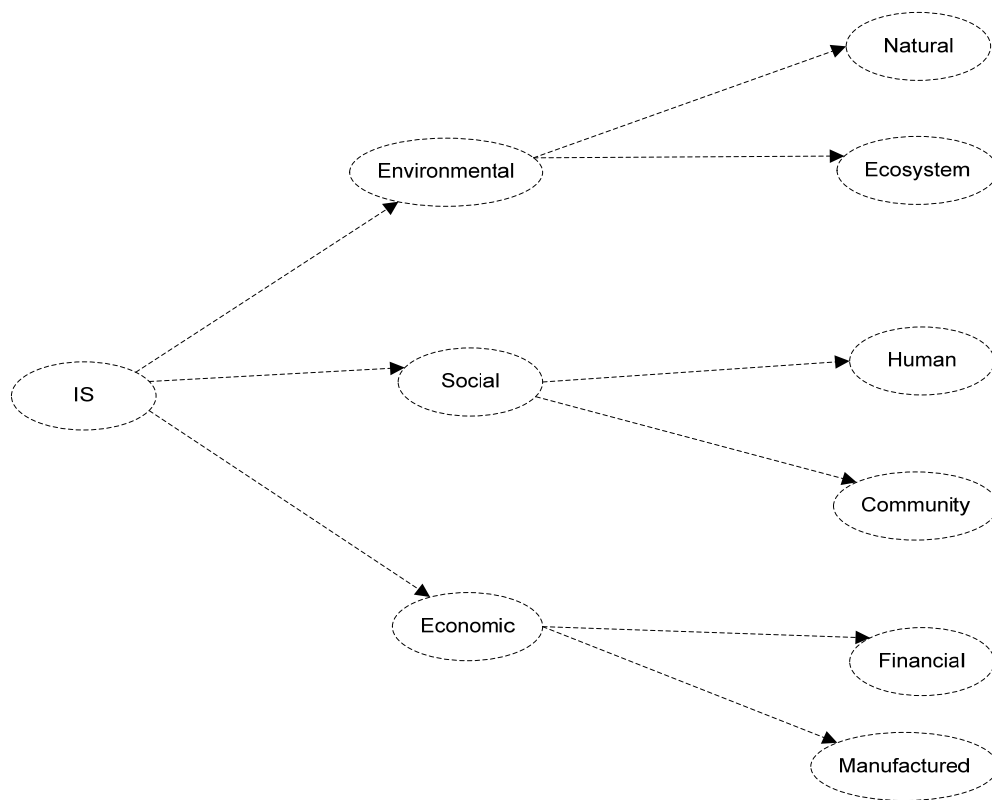 Natural
Environmental
Ecosystem
IS
Social
Human
Community
Economic
Financial
Manufactured